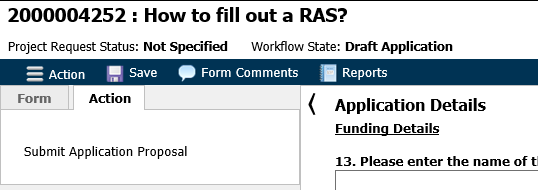 2000004252 : How to fill out a RAS?
Project Request Status: Not Specified Workflow State: Draft Application
Action Save Form Comments Reports
Form Action
Application Details
Funding Details
Submit Application Proposal
13. Please enter the name of